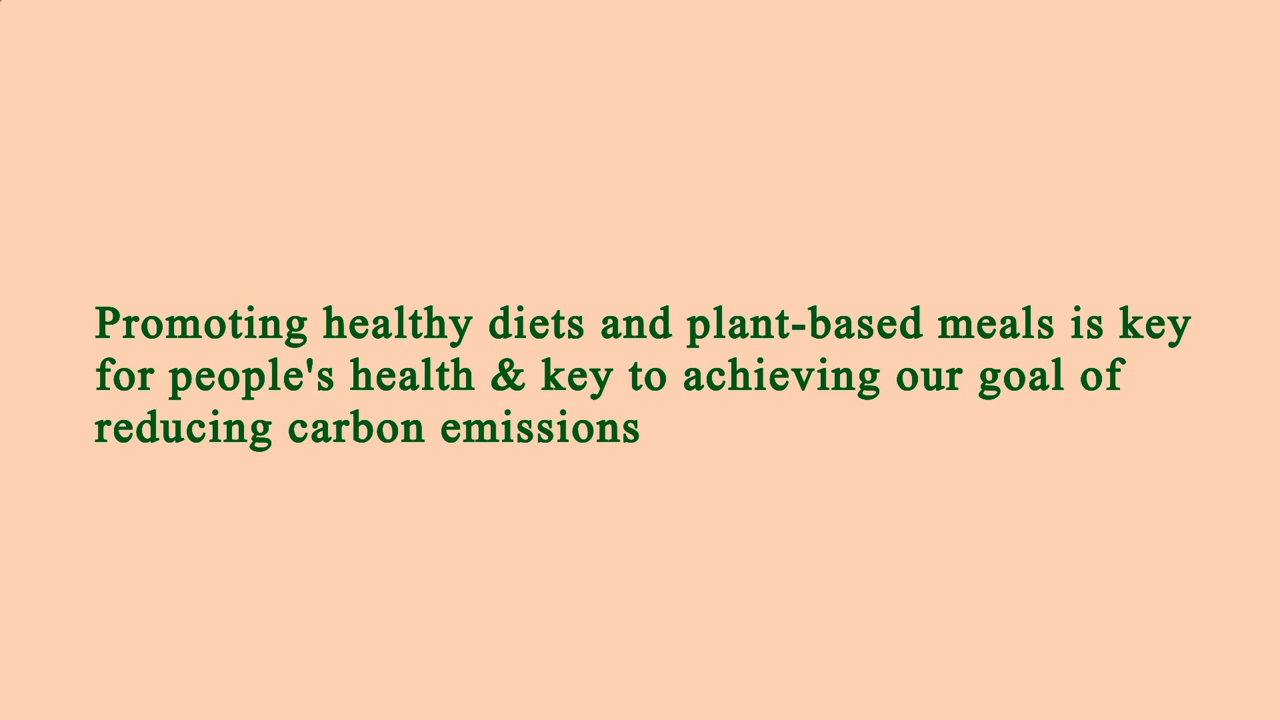 Promoting healthy diets and plant-based meals is key
for people's health & key to achieving our goal of
reducing carbon emissions